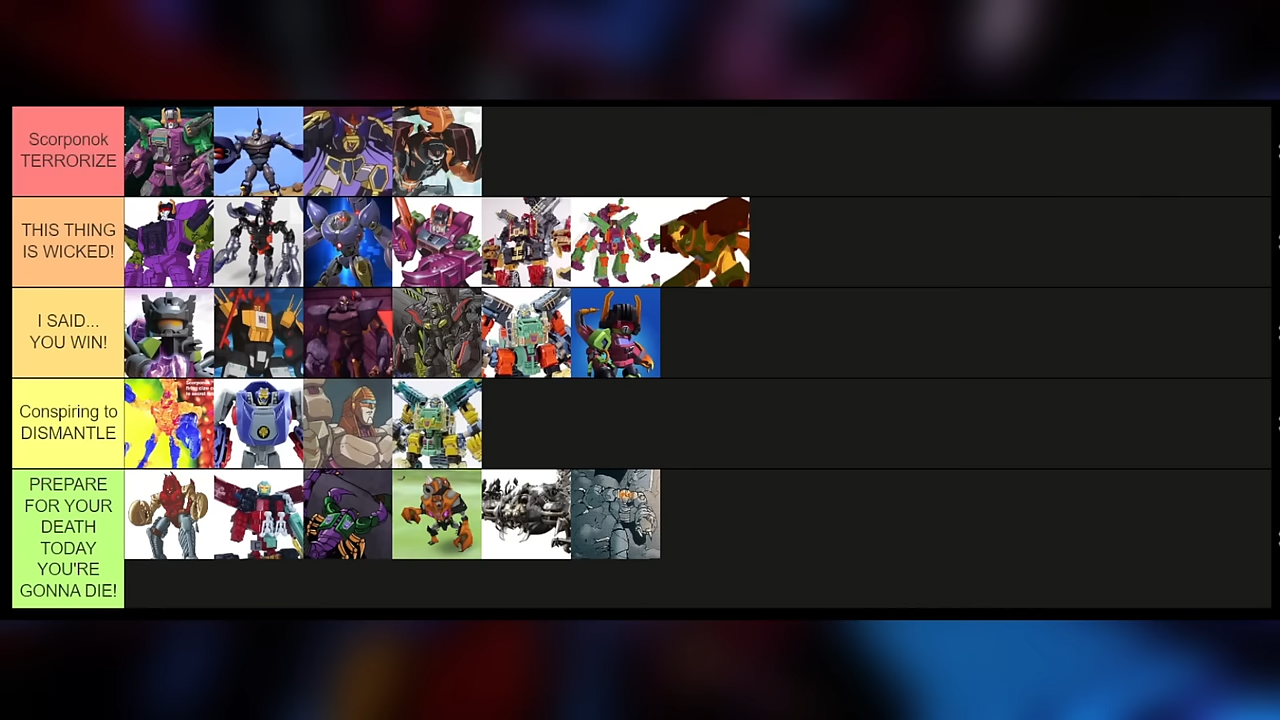 Scorponok
TERRORIZE
THIS THING
IS WICKED!
I SAID...
YOU WIN!
Conspiring to
DISMANTLE
PREPARE
FOR YOUR
DEATH
TODAY
YOU'RE
GONNA DIE!